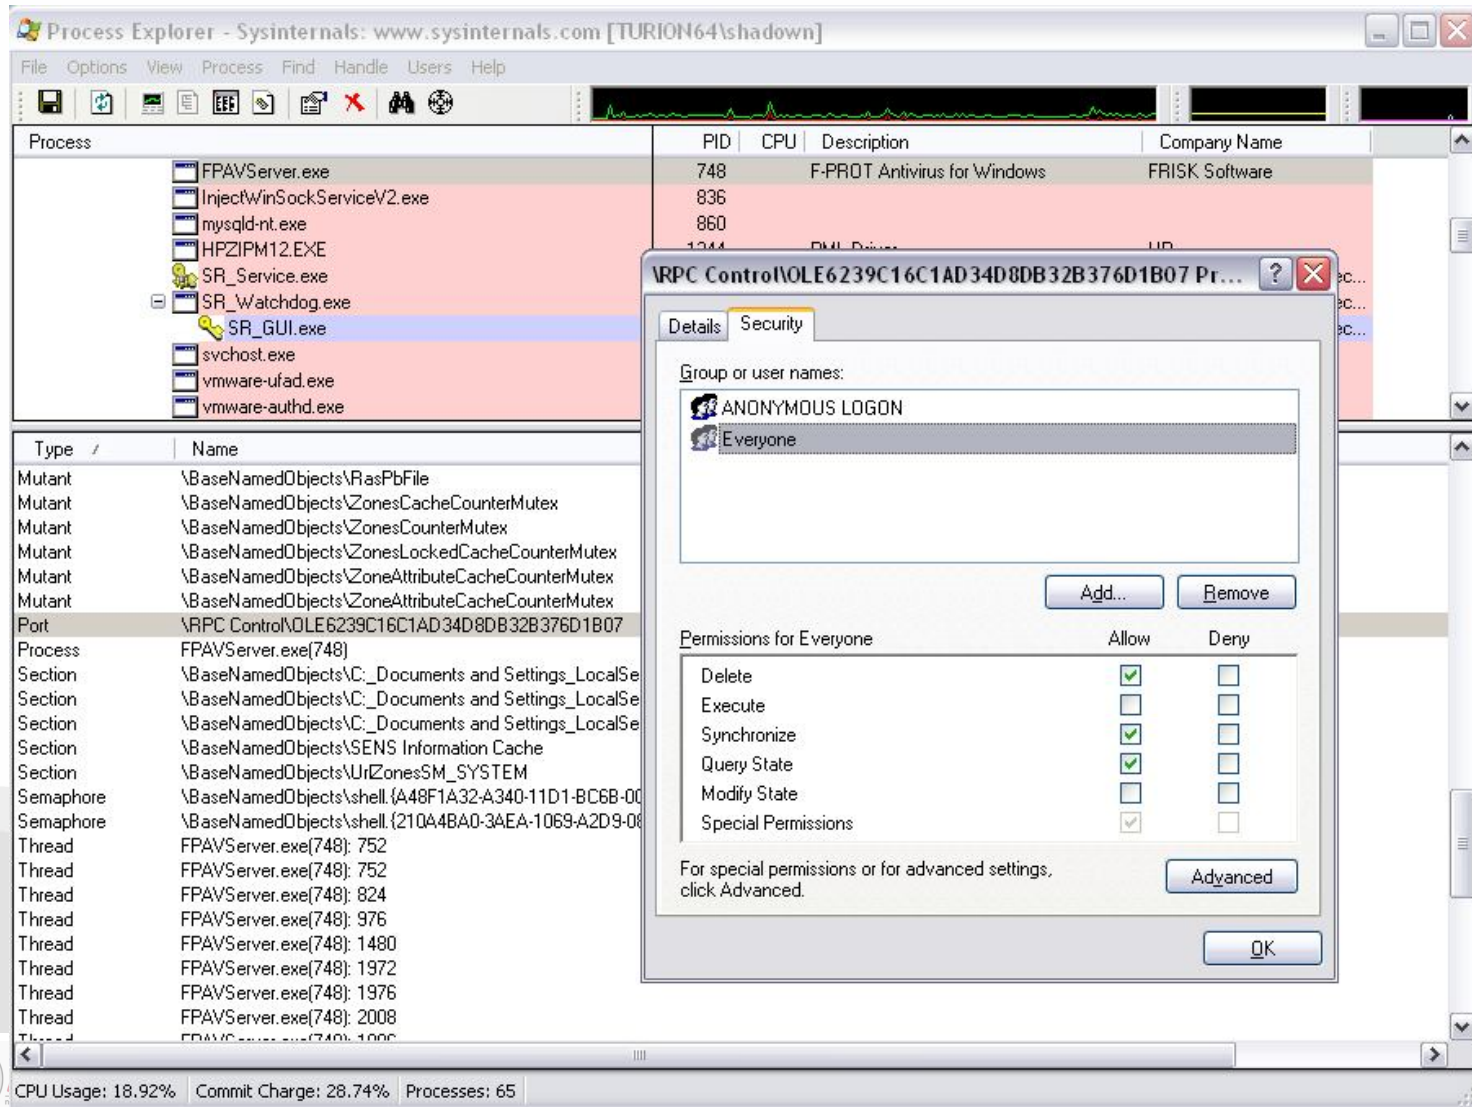 Process Explorer - Sysinternals: www.sysinternals.com [TURION64\shadown]
File Options View Process Find Handle Users Help
Process PID CPU Description Company Name
FPAVServer.exe 748 F-PROT Antivirus for Windows FRISK Software
InjectWinSockServiceV2.exe 836
mysqld-nt.exe 860
HPZIPM12.EXE
SR_Service.exe
SR_Watchdog.exe
SR_GUI.exe
svchost.exe
vmware-ufad.exe
vmware-authd.exe
\RPC Control\OLE6239C16C1AD34D8DB32B376D1B07 Pr...
Details Security
Group or user names:
ANONYMOUS LOGON
Everyone
Add... Remove
Permissions for Everyone Allow Deny
Delete
Execute
Synchronize
Query State
Modify State
Special Permissions
For special permissions or for advanced settings,
click Advanced.
Advanced
OK
Type Name
Mutant \BaseNamedObjects\RasPbFile
Mutant \BaseNamedObjects\ZonesCacheCounterMutex
Mutant \BaseNamedObjects\ZonesCounterMutex
Mutant \BaseNamedObjects\ZonesLockedCacheCounterMutex
Mutant \BaseNamedObjects\ZoneAttributeCacheCounterMutex
Mutant \BaseNamedObjects\ZoneAttributeCacheCounterMutex
Port \RPC Control\OLE6239C16C1AD34D8DB32B376D1B07
Process FPAVServer.exe(748)
Section \BaseNamedObjects\C:_Documents and Settings_LocalSe
Section \BaseNamedObjects\C:_Documents and Settings_LocalSe
Section \BaseNamedObjects\C:_Documents and Settings_LocalSe
Section \BaseNamedObjects\SENS Information Cache
Section \BaseNamedObjects\UrlZonesSM_SYSTEM
Semaphore \BaseNamedObjects\shell.{A48F1A32-A340-11D1-BC6B-00
Semaphore \BaseNamedObjects\shell.{210A4BA0-3AEA-1069-A2D9-08
Thread FPAVServer.exe(748): 752
Thread FPAVServer.exe(748): 752
Thread FPAVServer.exe(748): 824
Thread FPAVServer.exe(748): 976
Thread FPAVServer.exe(748): 1480
Thread FPAVServer.exe(748): 1972
Thread FPAVServer.exe(748): 1976
Thread FPAVServer.exe(748): 2008
CPU Usage: 18.92% Commit Charge: 28.74% Processes: 65